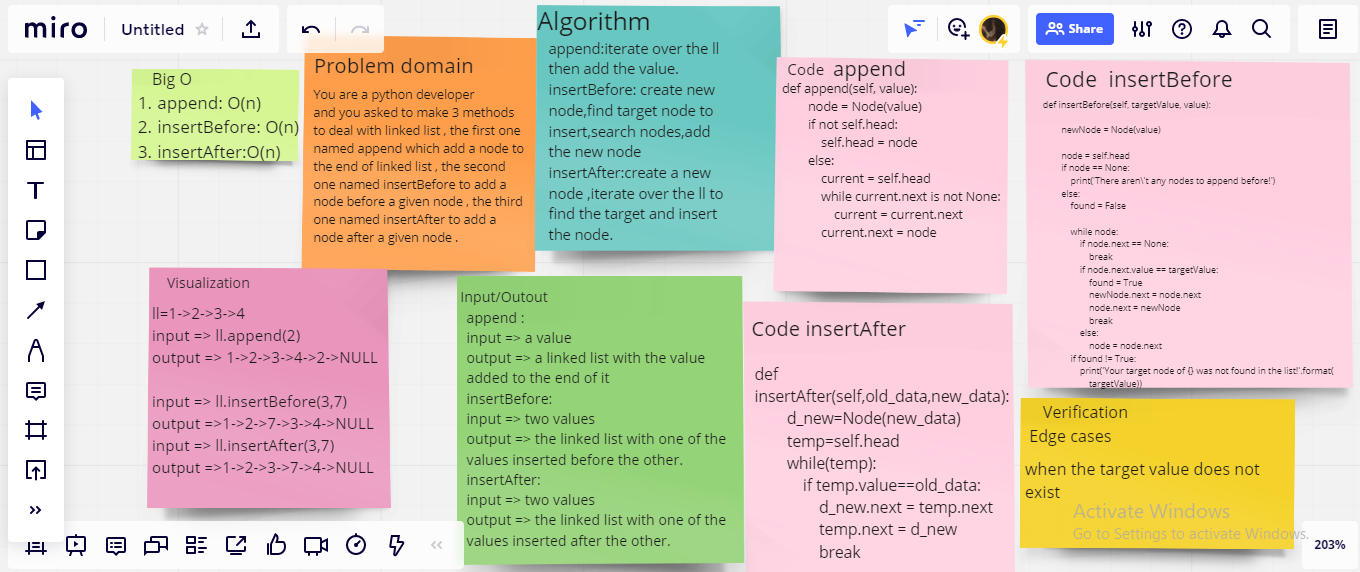 miro
Untitled
Share
Big O
1. append: O(n)
2. insertBefore: O(n)
3. insertAfter:O(n)
Problem domain
You are a python developer
and you asked to make 3 methods
to deal with linked list , the first one
named append which add a node to
the end of linked list , the second
one named insertBefore to add a
node before a given node , the third
one named insertAfter to add a
node after a given node .
Algorithm
append:iterate over the ll
then add the value.
insertBefore: create new
node,find target node to
insert,search nodes,add
the new node
insertAfter:create a new
node ,iterate over the ll to
find the target and insert
the node.
Code append
def append(self, value):
node = Node(value)
if not self.head:
self.head = node
else:
current = self.head
while current.next is not None:
current = current.next
current.next = node
Code insertBefore
def insertBefore(self, targetValue, value):
newNode = Node(value)
node = self.head
if node == None:
print('There aren\'t any nodes to append before!')
else:
found = False
while node:
if node.next == None:
break
if node.next.value == targetValue:
found = True
newNode.next = node.next
node.next = newNode
break
else:
node = node.next
if found != True:
print('Your target node of {} was not found in the list!'.format(
targetValue))
Visualization
ll=1->2->3->4
input => ll.append(2)
output => 1->2->3->4->2->NULL
input => ll.insertBefore(3,7)
output =>1->2->7->3->4->NULL
input => ll.insertAfter(3,7)
output =>1->2->3->7->4->NULL
Input/Outout
append :
input => a value
output => a linked list with the value
added to the end of it
insertBefore:
input => two values
output => the linked list with one of the
values inserted before the other.
insertAfter:
input => two values
output => the linked list with one of the
values inserted after the other.
Code insertAfter
def
insertAfter(self,old_data,new_data):
d_new=Node(new_data)
temp=self.head
while(temp):
if temp.value==old_data:
d_new.next = temp.next
temp.next = d_new
break
Verification
Edge cases
when the target value does not
exist
Activate Windows
Go to Settings to activate Windows.
203%